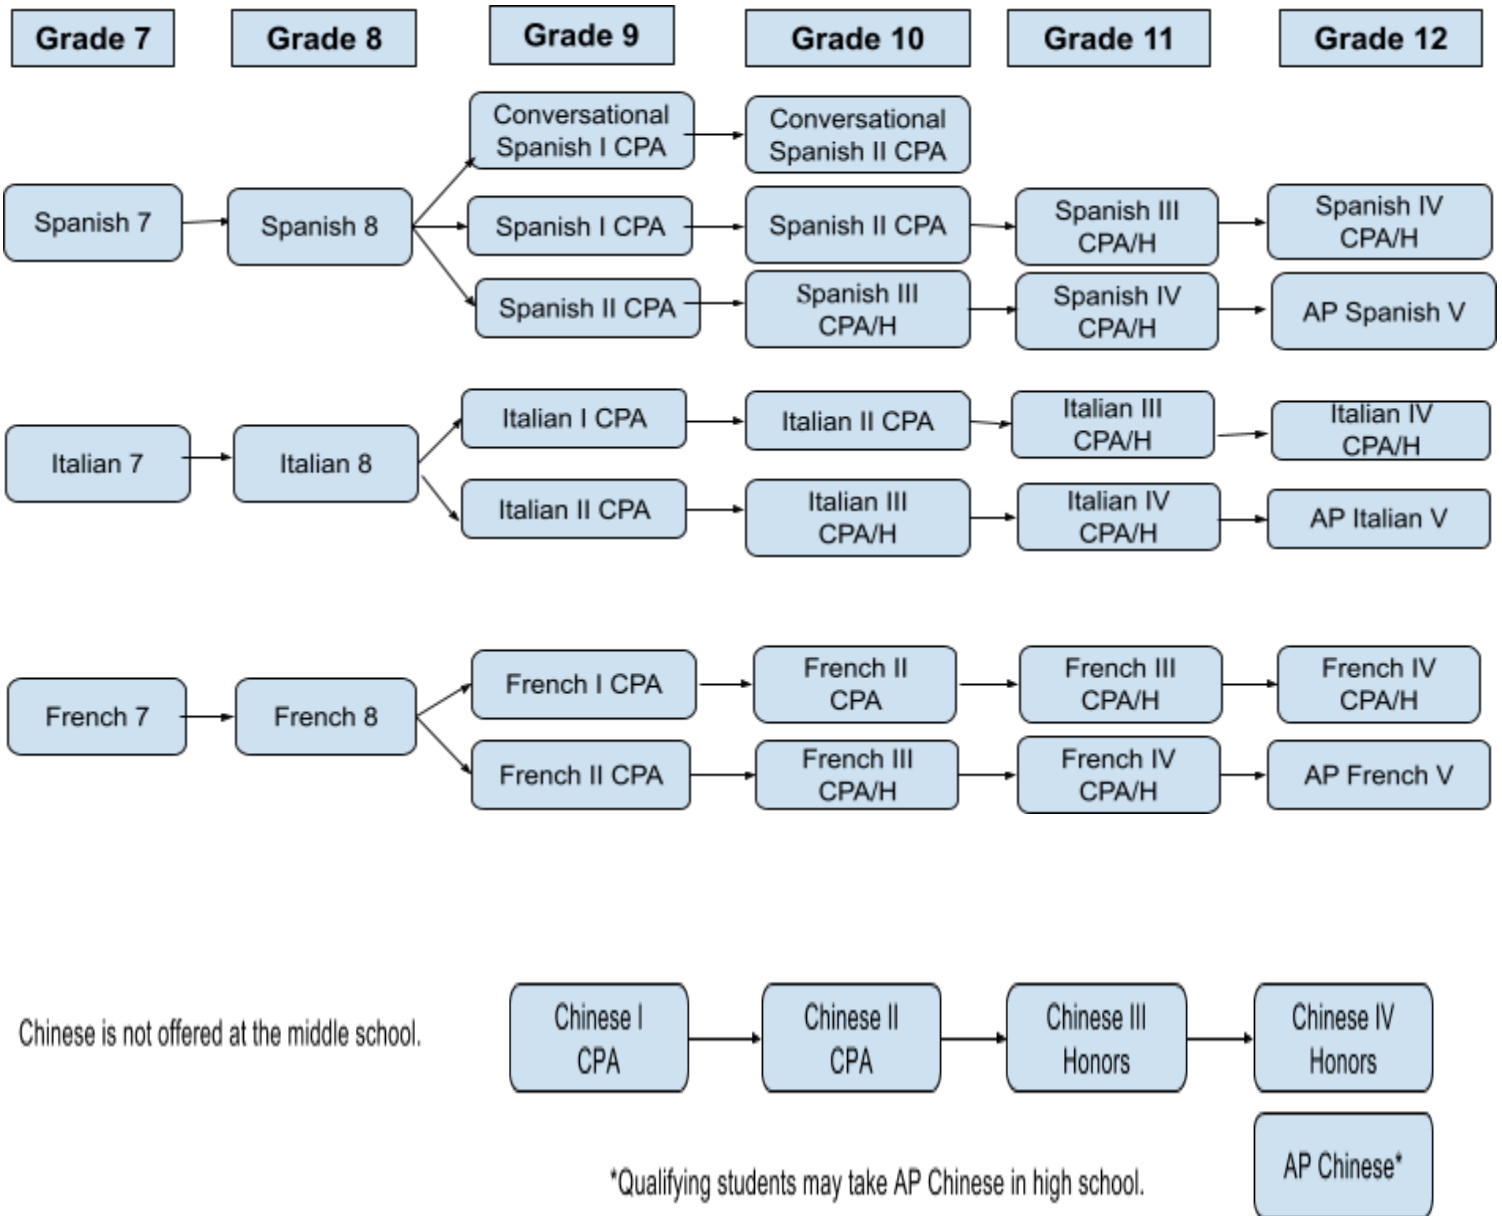 Grade 7
Grade 8
Grade 9
Grade 10
Grade 11
Grade 12
Conversational
Spanish I CPA
Conversational
Spanish II CPA
Spanish 7
Spanish 8
Spanish I CPA
Spanish II CPA
Spanish III
CPA/H
Spanish IV
CPA/H
Spanish II CPA
Spanish III
CPA/H
Spanish IV
CPA/H
AP Spanish V
Italian 7
Italian 8
Italian I CPA
Italian II CPA
Italian III
CPA/H
Italian IV
CPA/H
Italian II CPA
Italian III
CPA/H
Italian IV
CPA/H
AP Italian V
French 7
French 8
French I CPA
French II
CPA
French III
CPA/H
French IV
CPA/H
French II CPA
French III
CPA/H
French IV
CPA/H
AP French V
Chinese is not offered at the middle school.
Chinese I
CPA
Chinese II
CPA
Chinese III
Honors
Chinese IV
Honors
AP Chinese*
*Qualifying students may take AP Chinese in high school.